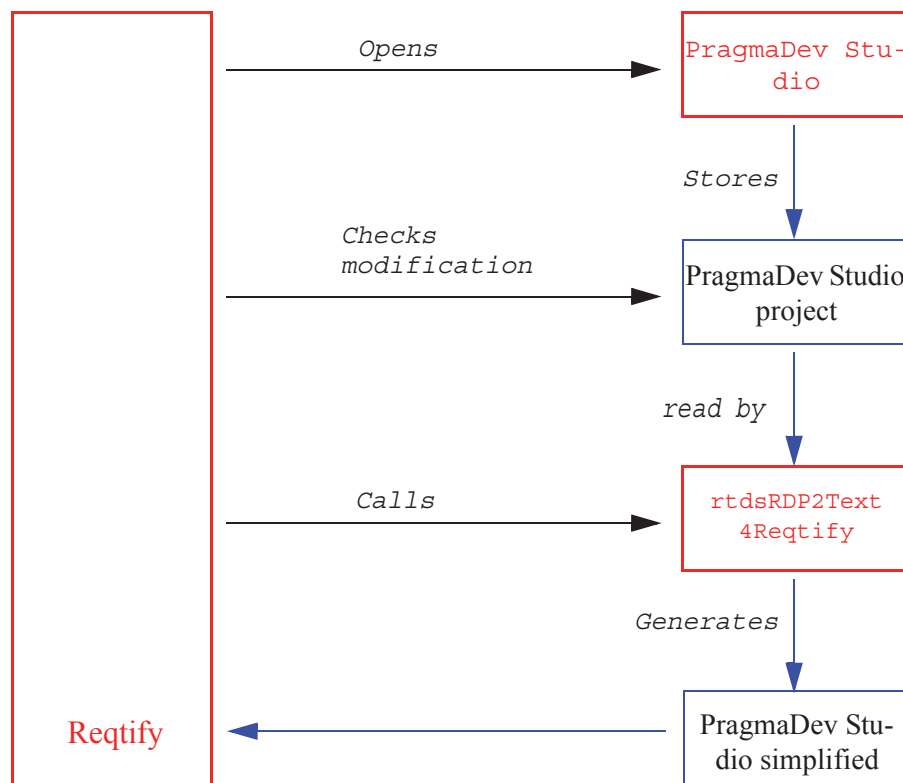 Opens
PragmaDev Stu-
dio
Stores
Checks
modification
PragmaDev Studio
project
read by
Calls
rtdsRDP2Text
4Reqtify
Generates
Reqtify
PragmaDev Stu-
dio simplified